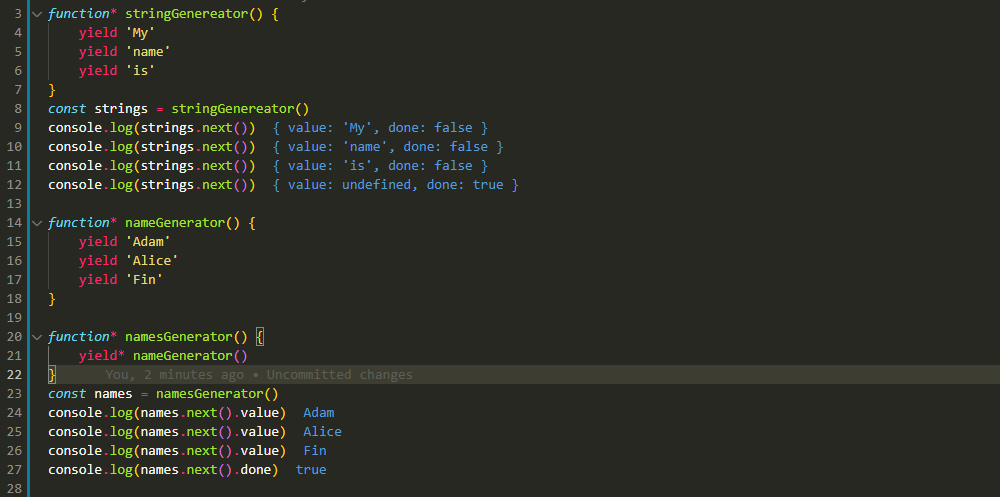 3 function* stringGenereator() {
4 yield 'My'
5 yield 'name'
6 yield 'is'
7 }
8 const strings = stringGenereator()
9 console.log(strings.next()) { value: 'My', done: false }
10 console.log(strings.next()) { value: 'name', done: false }
11 console.log(strings.next()) { value: 'is', done: false }
12 console.log(strings.next()) { value: undefined, done: true }
13
14 function* nameGenerator() {
15 yield 'Adam'
16 yield 'Alice'
17 yield 'Fin'
18 }
19
20 function* namesGenerator() {
21 yield* nameGenerator()
22 } You, 2 minutes ago • Uncommitted changes
23 const names = namesGenerator()
24 console.log(names.next().value) Adam
25 console.log(names.next().value) Alice
26 console.log(names.next().value) Fin
27 console.log(names.next().done) true
28